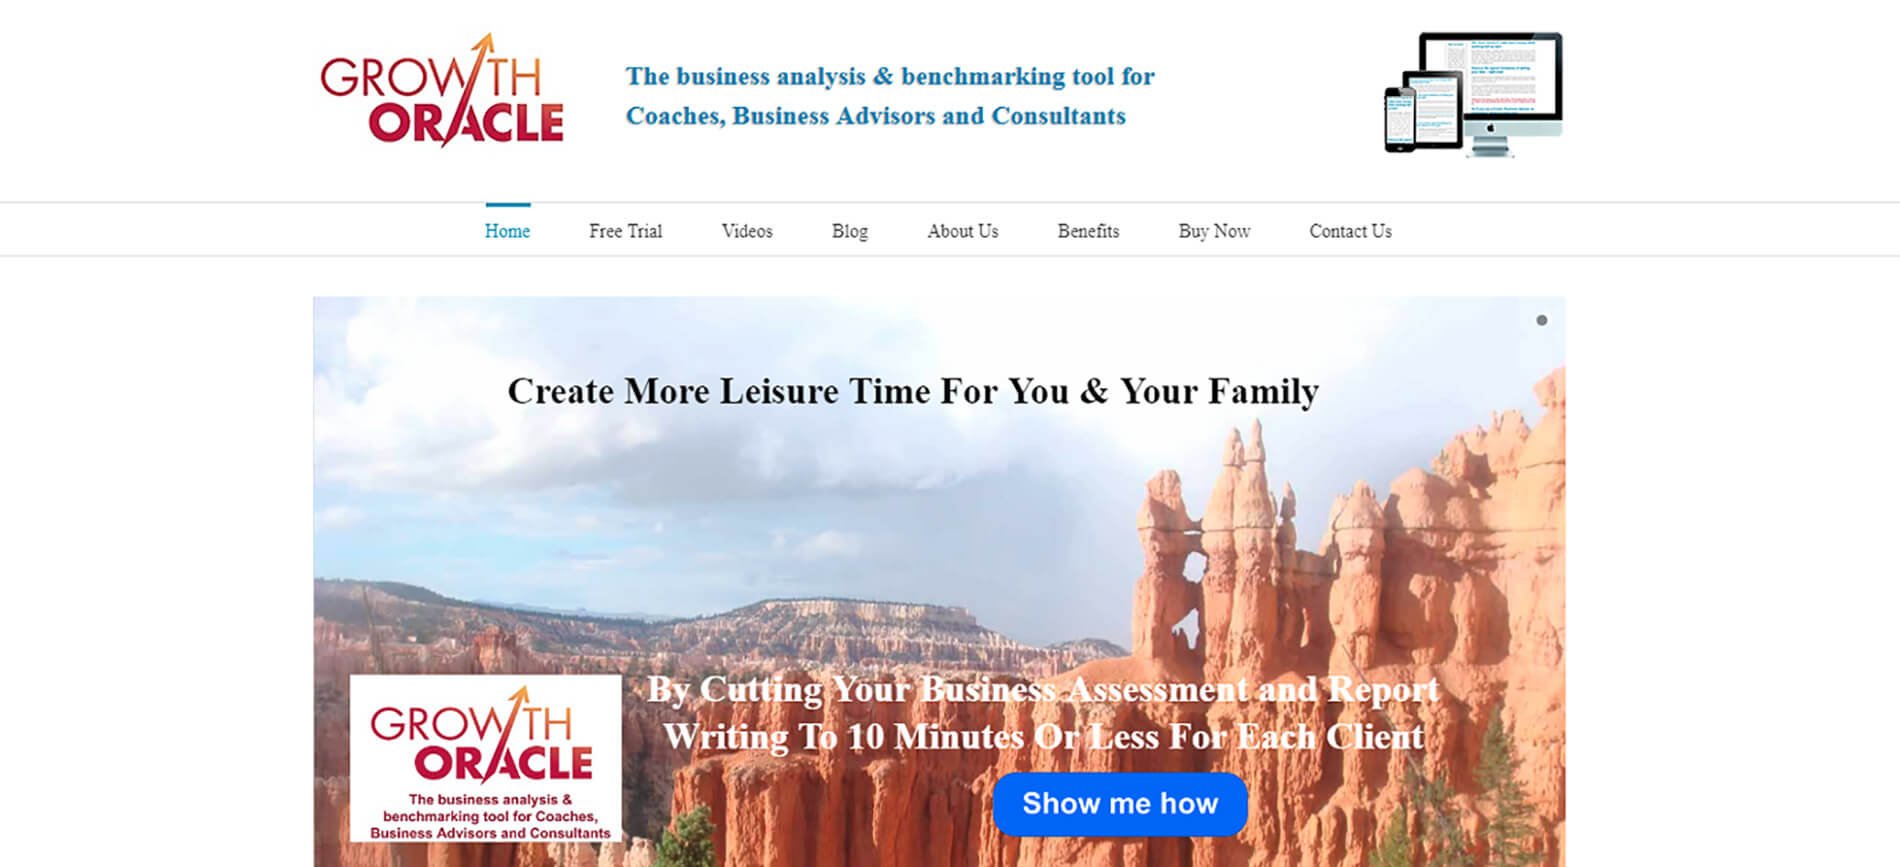 GROWTH
ORACLE
The business analysis & benchmarking tool for
Coaches, Business Advisors and Consultants
Home Free Trial Videos Blog About Us Benefits Buy Now Contact Us
Create More Leisure Time For You & Your Family
By Cutting Your Business Assessment and Report
Writing To 10 Minutes Or Less For Each Client
Show me how
GROWTH
ORACLE
The business analysis &
benchmarking tool for Coaches,
Business Advisors and Consultants